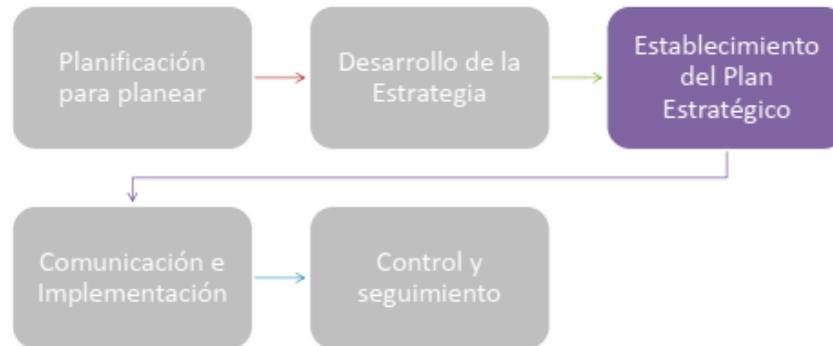 Planificación
para planear
Desarrollo de la
Estrategia
Establecimiento
del Plan
Estratégico
Comunicación e
Implementación
Control y
seguimiento